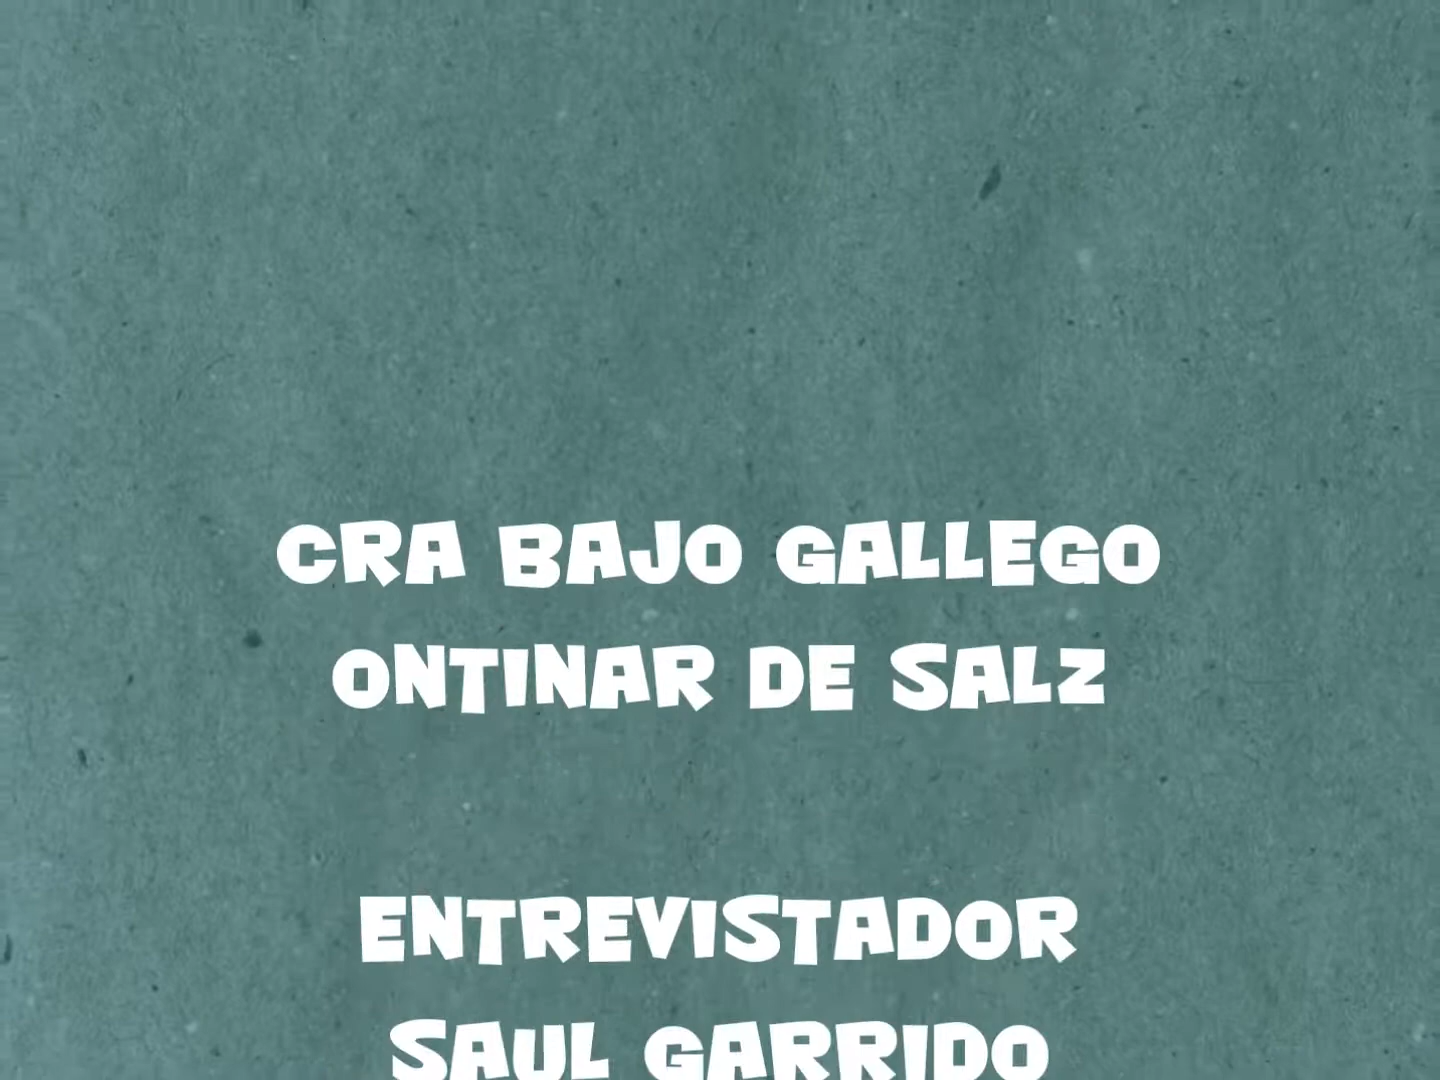 CRA BAJO GALLEGO
ONTINAR DE SALZ
ENTREVISTADOR
SAUL GARRIDO